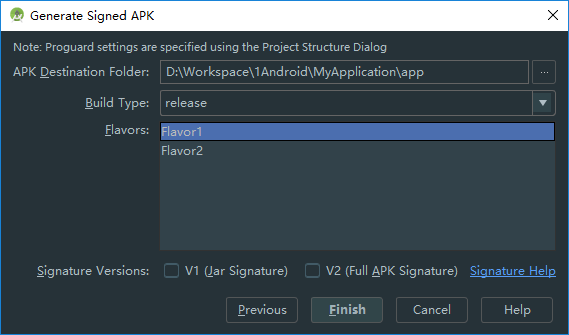 Generate Signed APK
Note: Proguard settings are specified using the Project Structure Dialog
APK Destination Folder: D:\Workspace\1Android\MyApplication\app ...
Build Type: release
Flavors: Flavor1
Flavor2
Signature Versions: V1 (Jar Signature) V2 (Full APK Signature) Signature Help
Previous Finish Cancel Help